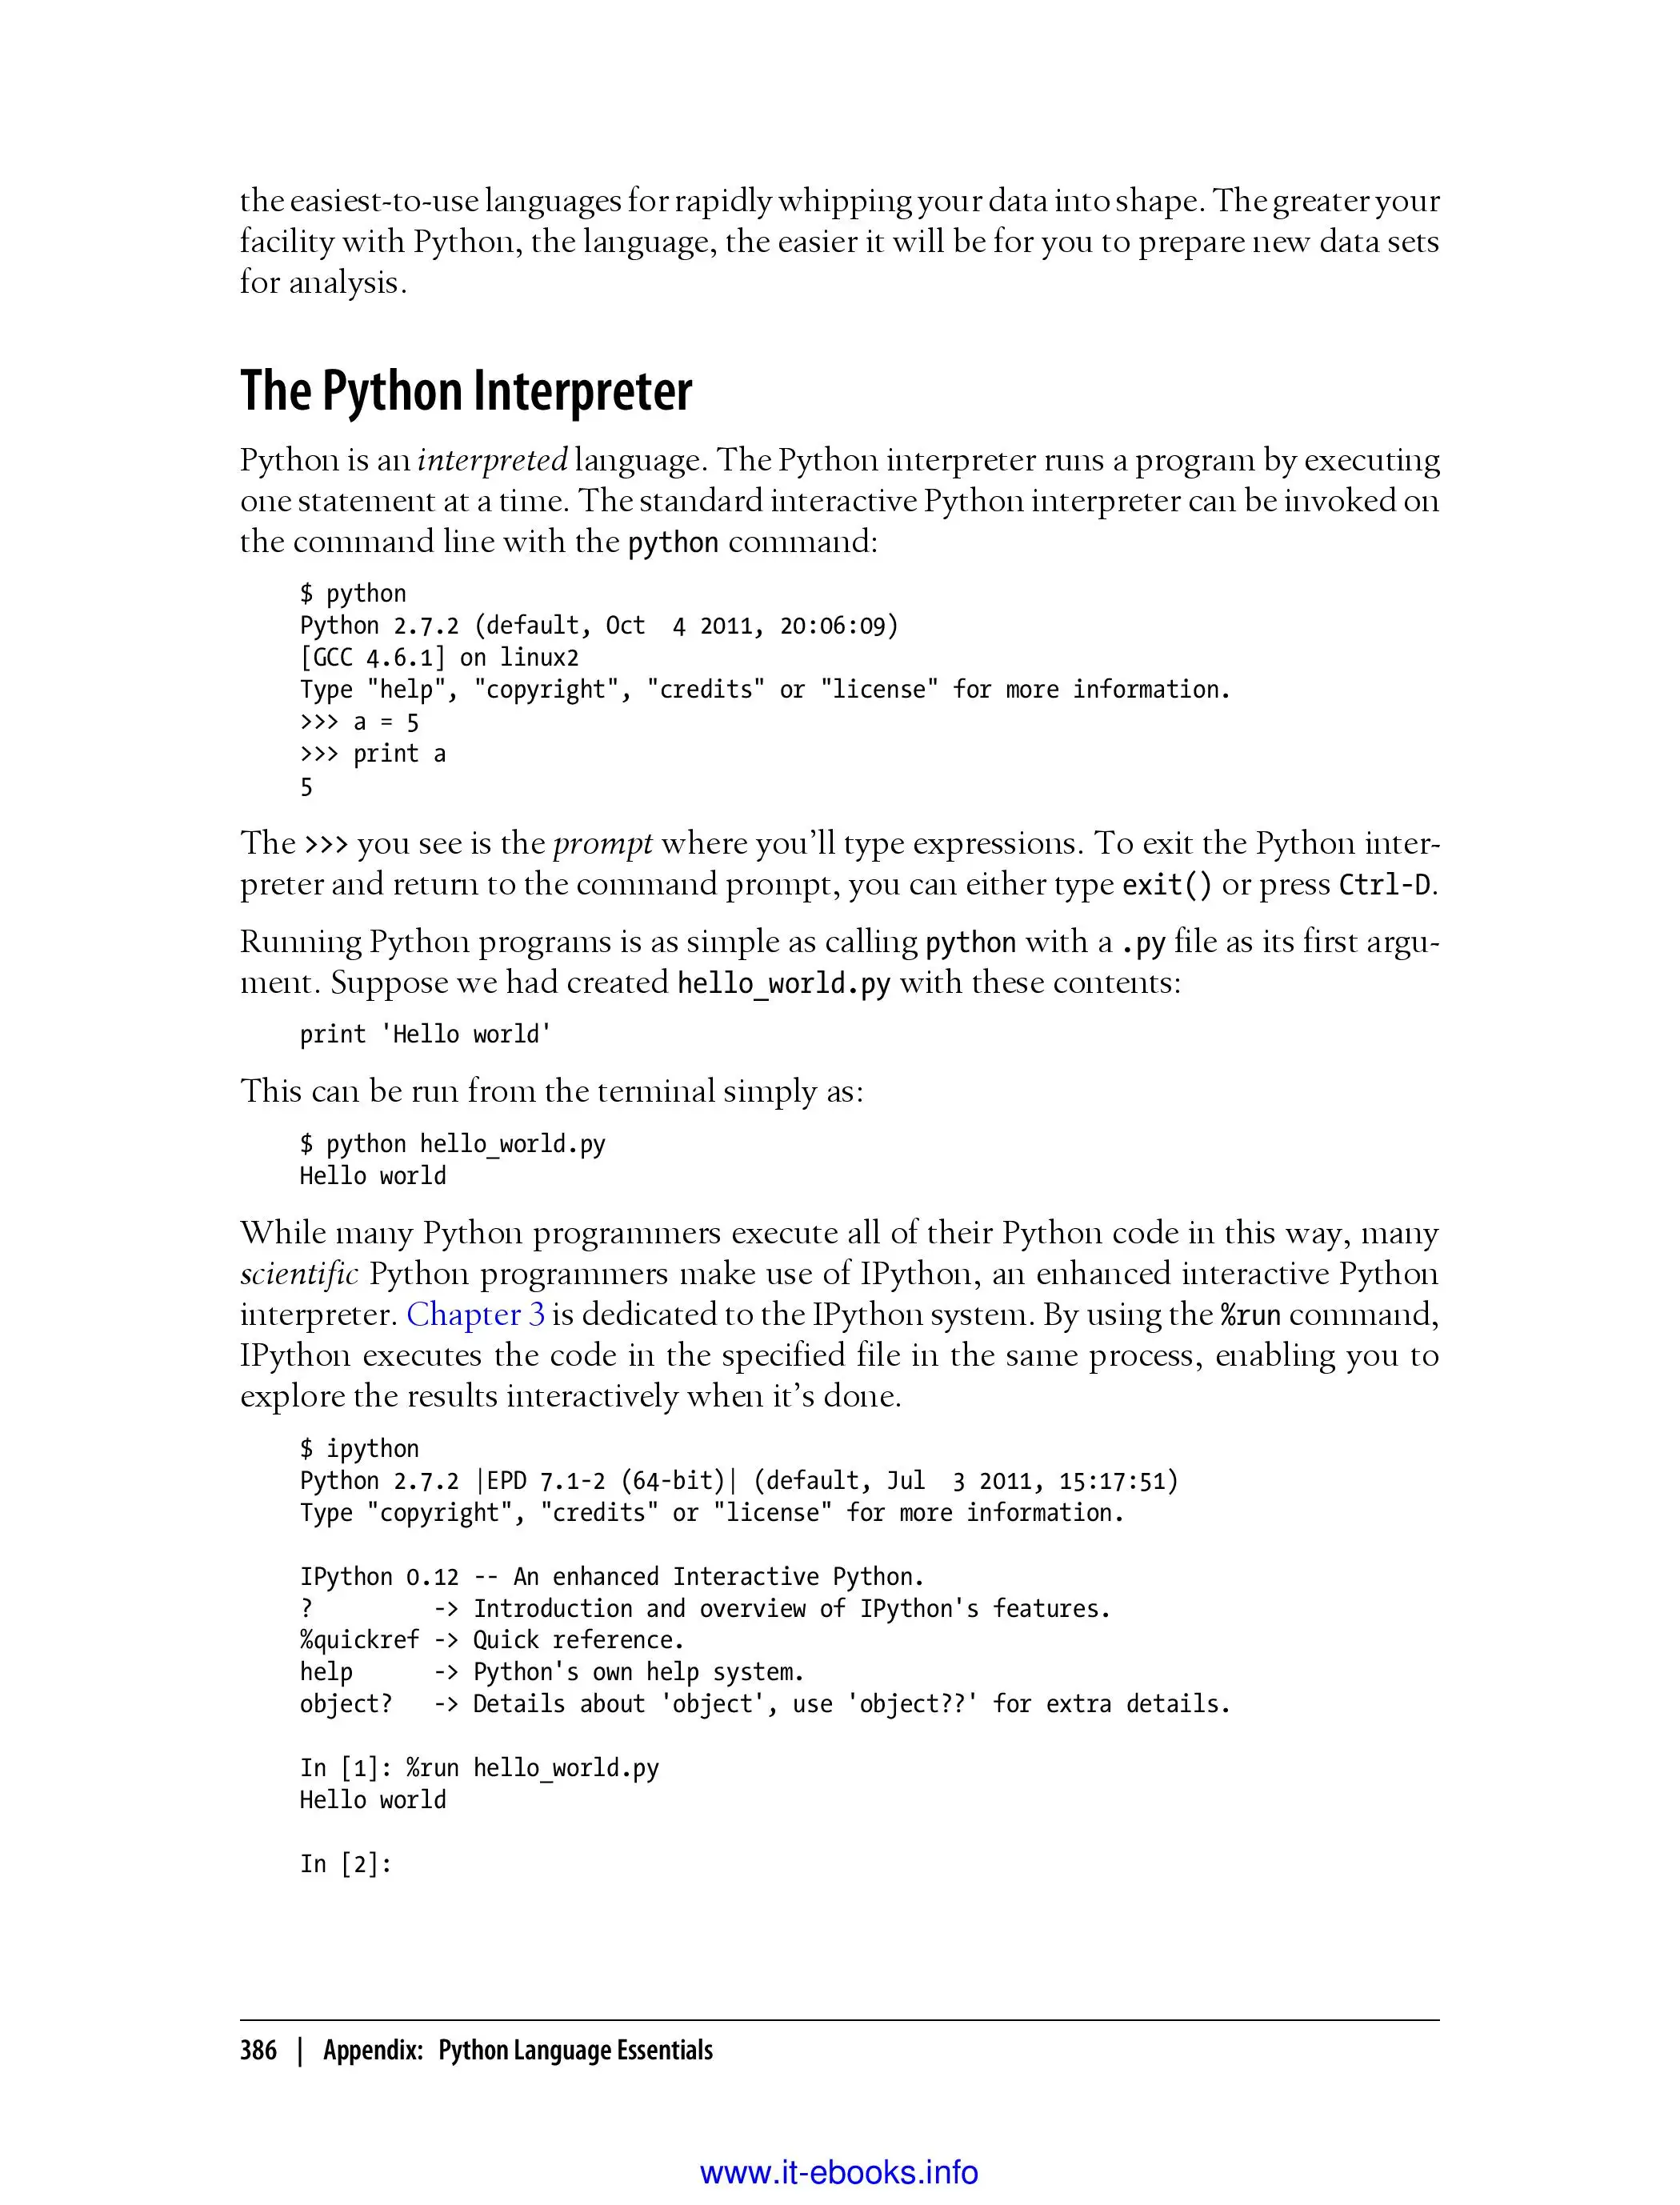 the easiest-to-use languages for rapidly whipping your data into shape. The greater your
facility with Python, the language, the easier it will be for you to prepare new data sets
for analysis.
The Python Interpreter
Python is an interpreted language. The Python interpreter runs a program by executing
one statement at a time. The standard interactive Python interpreter can be invoked on
the command line with the python command:
$ python
Python 2.7.2 (default, Oct  4 2011, 20:06:09)
[GCC 4.6.1] on linux2
Type "help", "copyright", "credits" or "license" for more information.
>>> a = 5
>>> print a
5
The >>> you see is the prompt where you’ll type expressions. To exit the Python inter-
preter and return to the command prompt, you can either type exit() or press Ctrl-D.
Running Python programs is as simple as calling python with a .py file as its first argu-
ment. Suppose we had created hello_world.py with these contents:
print 'Hello world'
This can be run from the terminal simply as:
$ python hello_world.py
Hello world
While many Python programmers execute all of their Python code in this way, many
scientific Python programmers make use of IPython, an enhanced interactive Python
interpreter. Chapter 3 is dedicated to the IPython system. By using the %run command,
IPython executes the code in the specified file in the same process, enabling you to
explore the results interactively when it’s done.
$ ipython
Python 2.7.2 |EPD 7.1-2 (64-bit)| (default, Jul  3 2011, 15:17:51)
Type "copyright", "credits" or "license" for more information.
IPython 0.12 -- An enhanced Interactive Python.
?         -> Introduction and overview of IPython's features.
%quickref -> Quick reference.
help      -> Python's own help system.
object?   -> Details about 'object', use 'object??' for extra details.
In [1]: %run hello_world.py
Hello world
In [2]:
386 | Appendix: Python Language Essentials
www.it-ebooks.info